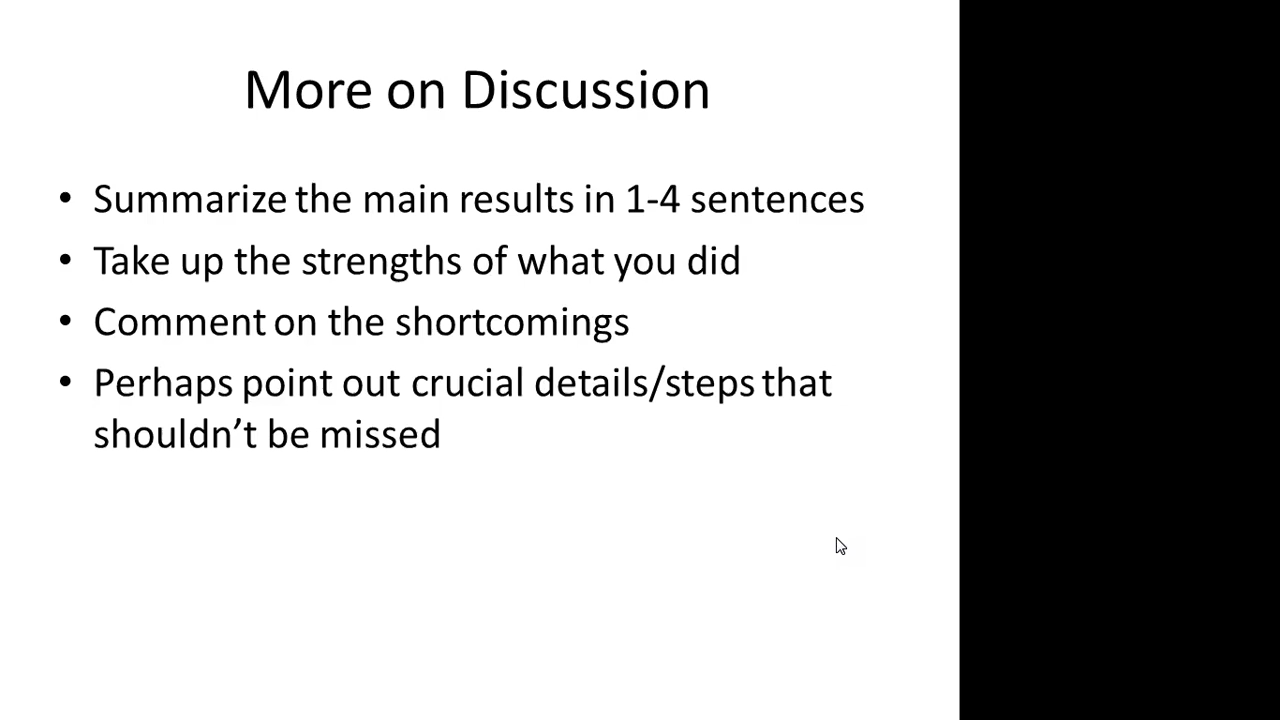 More on Discussion
• Summarize the main results in 1-4 sentences
• Take up the strengths of what you did
• Comment on the shortcomings
• Perhaps point out crucial details/steps that
shouldn’t be missed